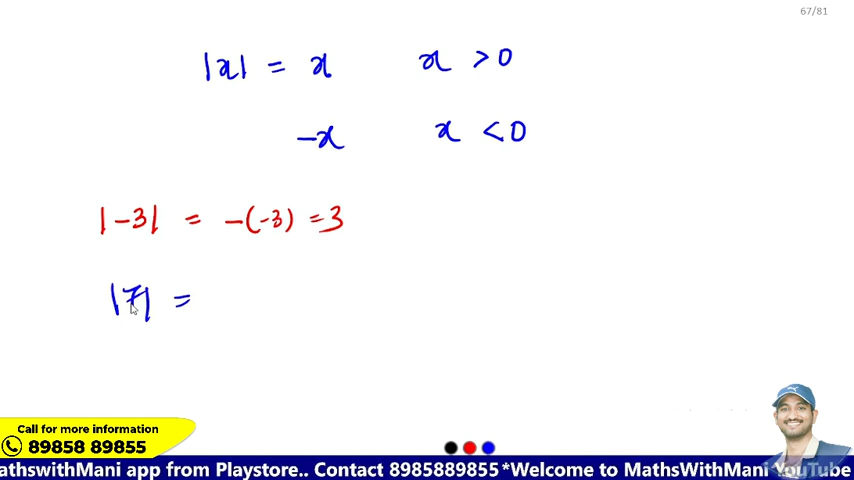 67/81
|x| = x x > 0
-x x < 0
|-3| = -(-3) = 3
|7| =
Call for more information
89858 89855
athswithMani app from Playstore.. Contact 8985889855*Welcome to MathsWithMani YouTube